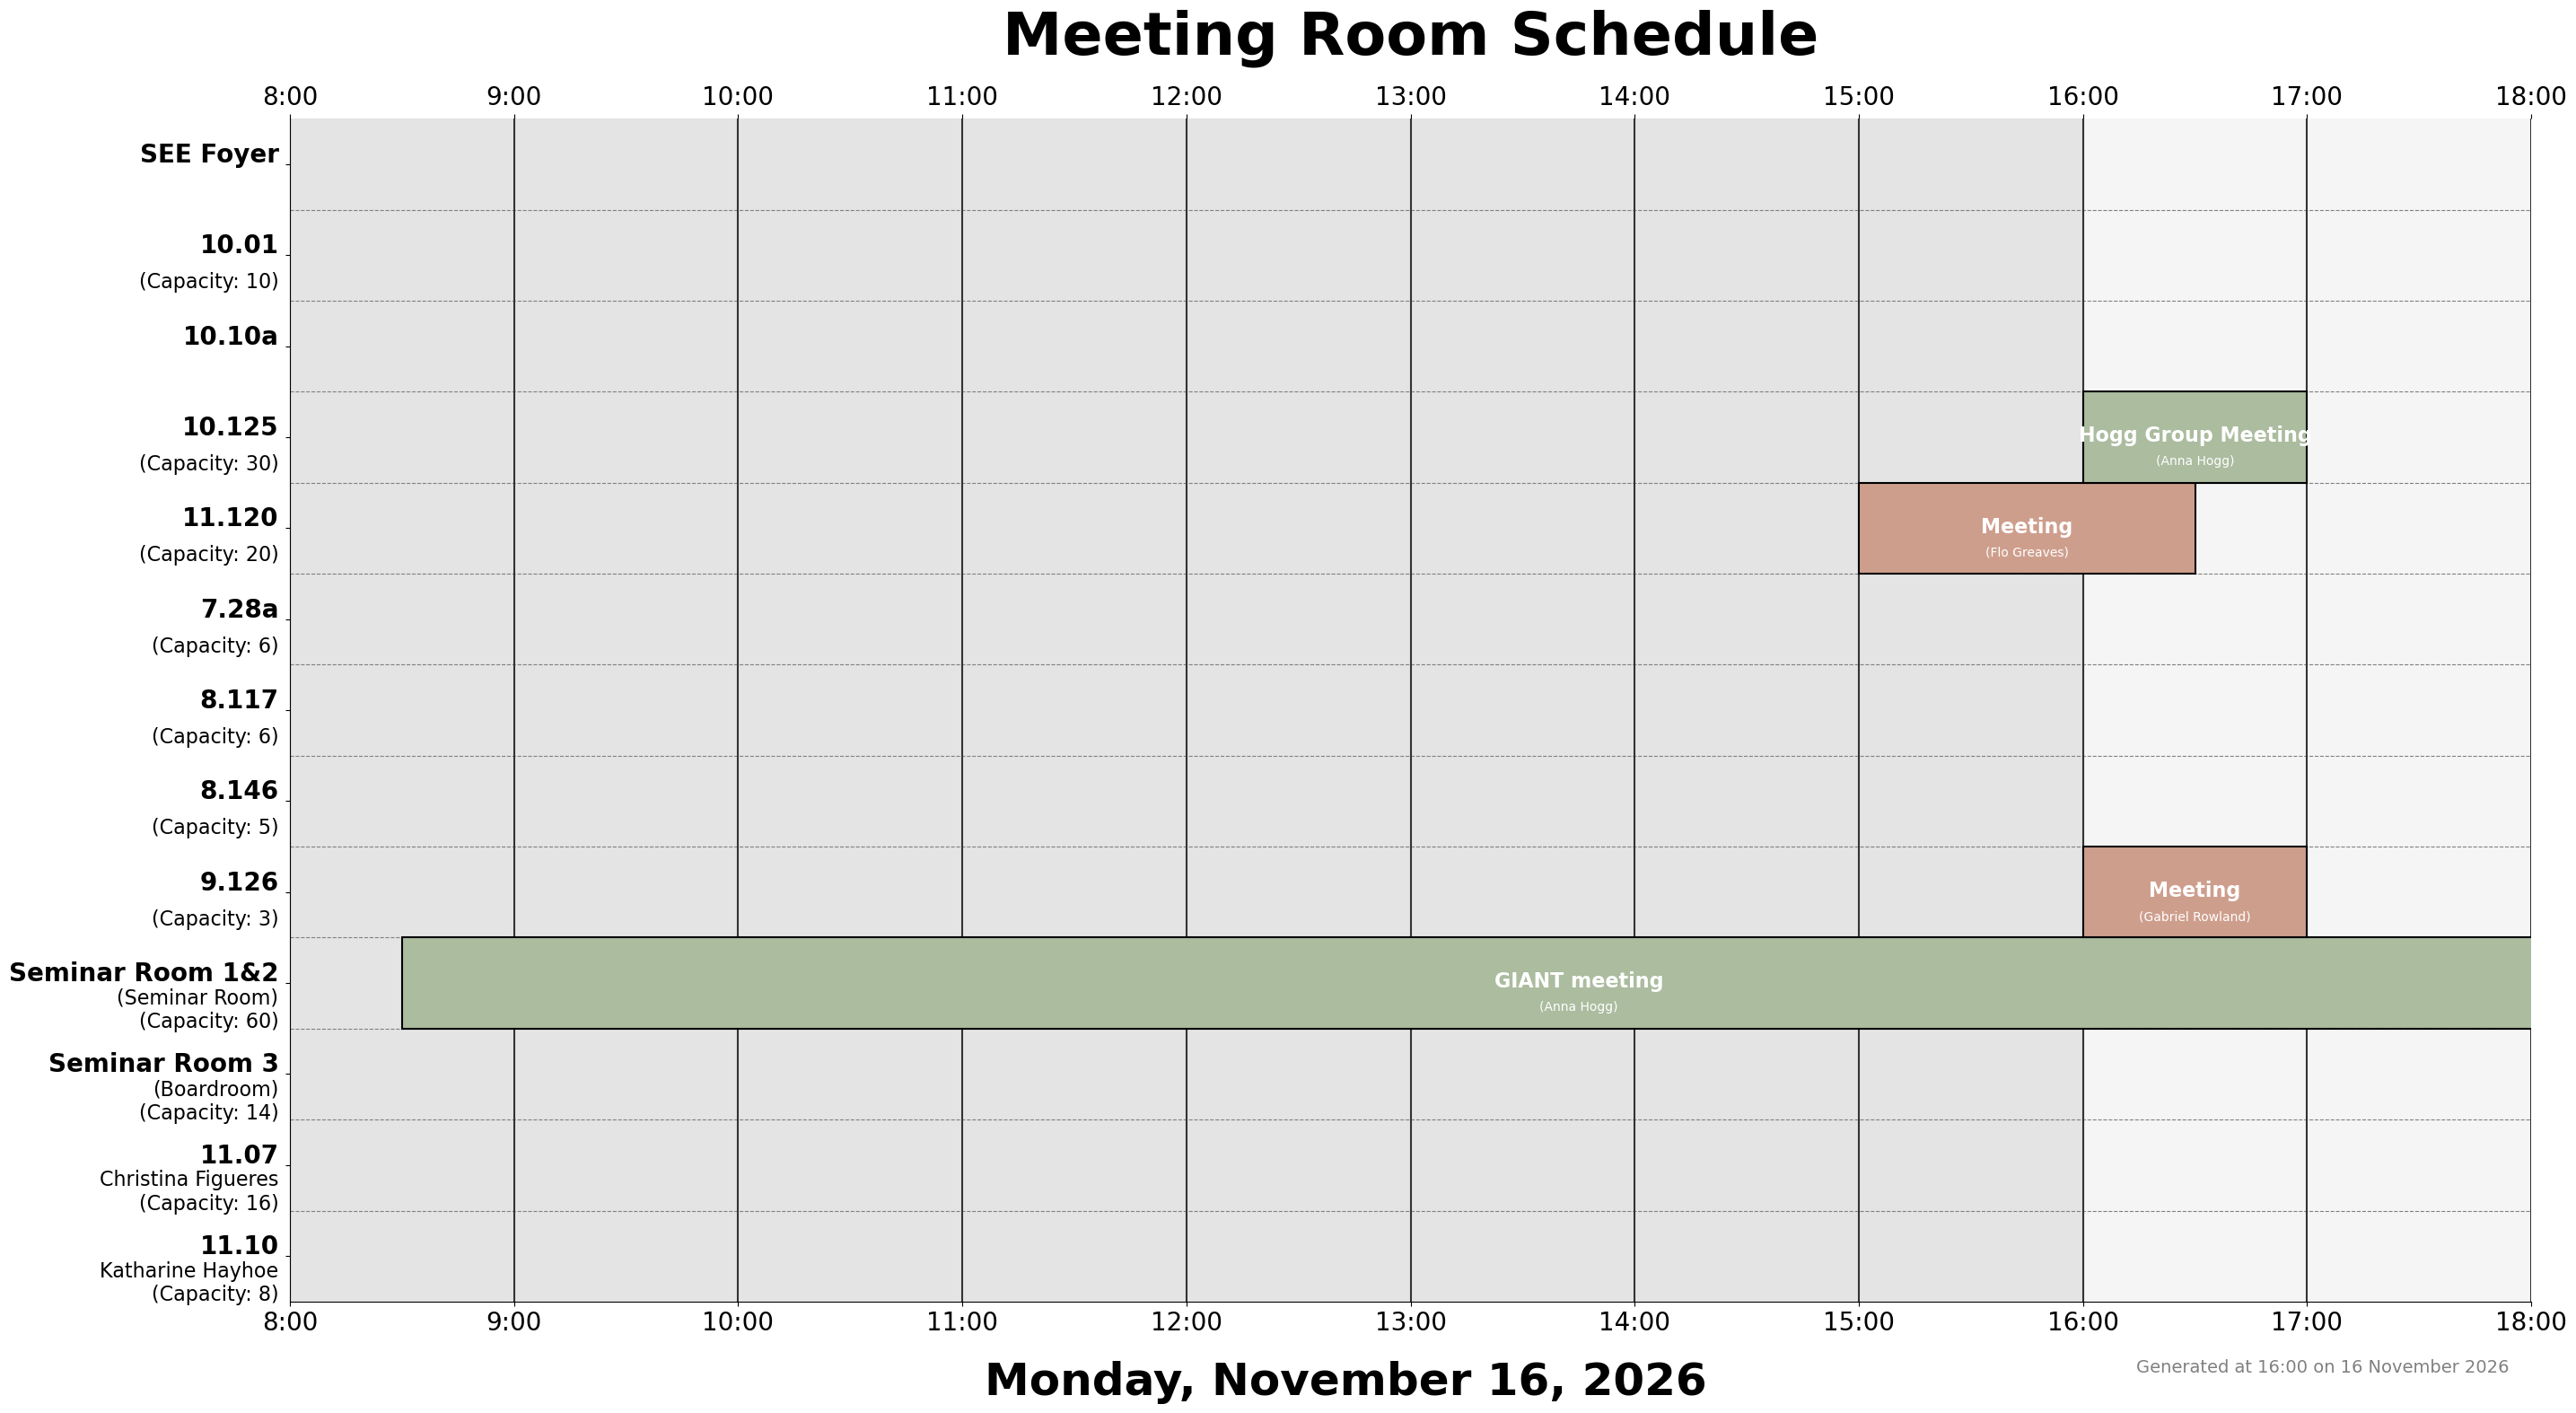 Meeting Room Schedule
8:00 9:00 10:00 11:00 12:00 13:00 14:00 15:00 16:00 17:00 18:00
SEE Foyer
10.01
(Capacity: 10)
10.10a
10.125
(Capacity: 30)
Hogg Group Meeting
(Anna Hogg)
11.120
(Capacity: 20)
Meeting
(Flo Greaves)
7.28a
(Capacity: 6)
8.117
(Capacity: 6)
8.146
(Capacity: 5)
9.126
(Capacity: 3)
Meeting
(Gabriel Rowland)
Seminar Room 1&2
(Seminar Room)
(Capacity: 60)
GIANT meeting
(Anna Hogg)
Seminar Room 3
(Boardroom)
(Capacity: 14)
11.07
Christina Figueres
(Capacity: 16)
11.10
Katharine Hayhoe
(Capacity: 8)
8:00 9:00 10:00 11:00 12:00 13:00 14:00 15:00 16:00 17:00 18:00
Monday, November 16, 2026
Generated at 16:00 on 16 November 2026